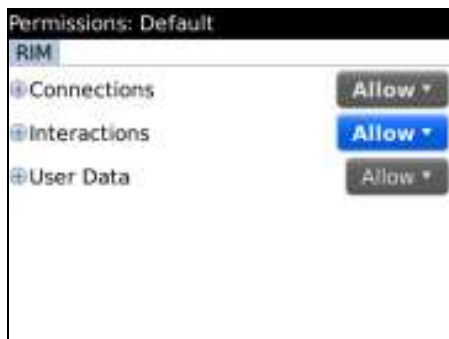 Permissions: Default
RIM
Connections Allow
Interactions Allow
User Data Allow